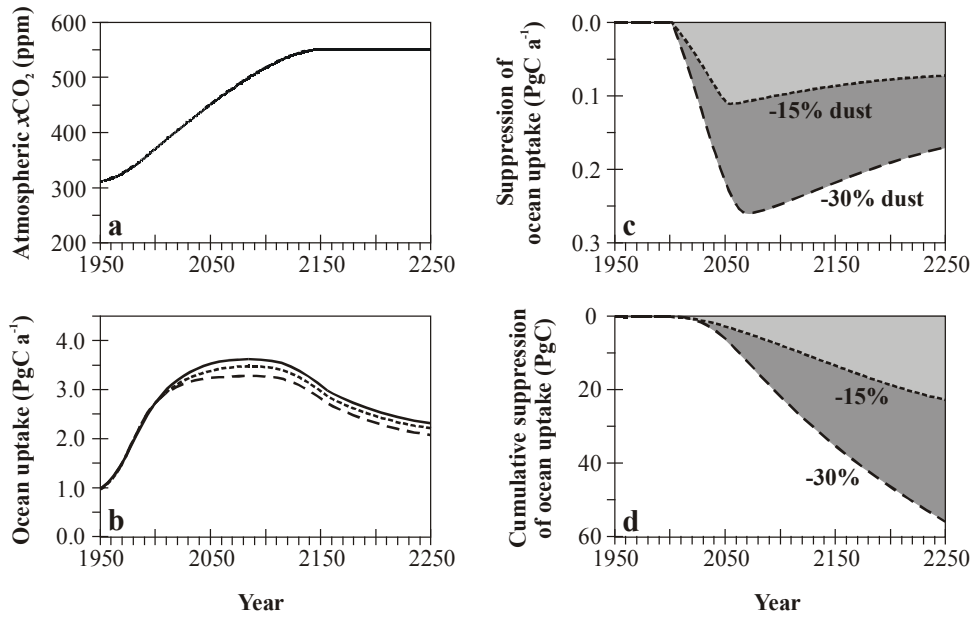 Atmospheric xCO₂ (ppm)
600
500
400
300
200
a
1950
2050
2150
2250
Suppression of
ocean uptake (PgC a⁻¹)
0.0
0.1
0.2
0.3
-15% dust
-30% dust
c
1950
2050
2150
2250
Ocean uptake (PgC a⁻¹)
4.0
3.0
2.0
1.0
0.0
b
1950
2050
2150
2250
Year
Cumulative suppression
of ocean uptake (PgC)
0
20
40
60
-15%
-30%
d
1950
2050
2150
2250
Year